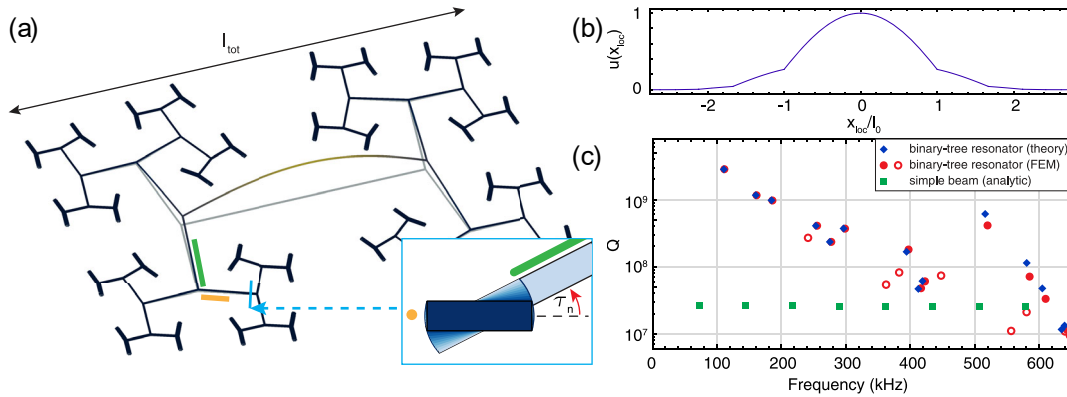 (a)
l_tot
τ_n
(b)
u(x_loc)
1
0
-2
-1
0
1
2
x_loc/l_0
(c)
binary-tree resonator (theory)
binary-tree resonator (FEM)
simple beam (analytic)
Q
10^9
10^8
10^7
0
100
200
300
400
500
600
Frequency (kHz)